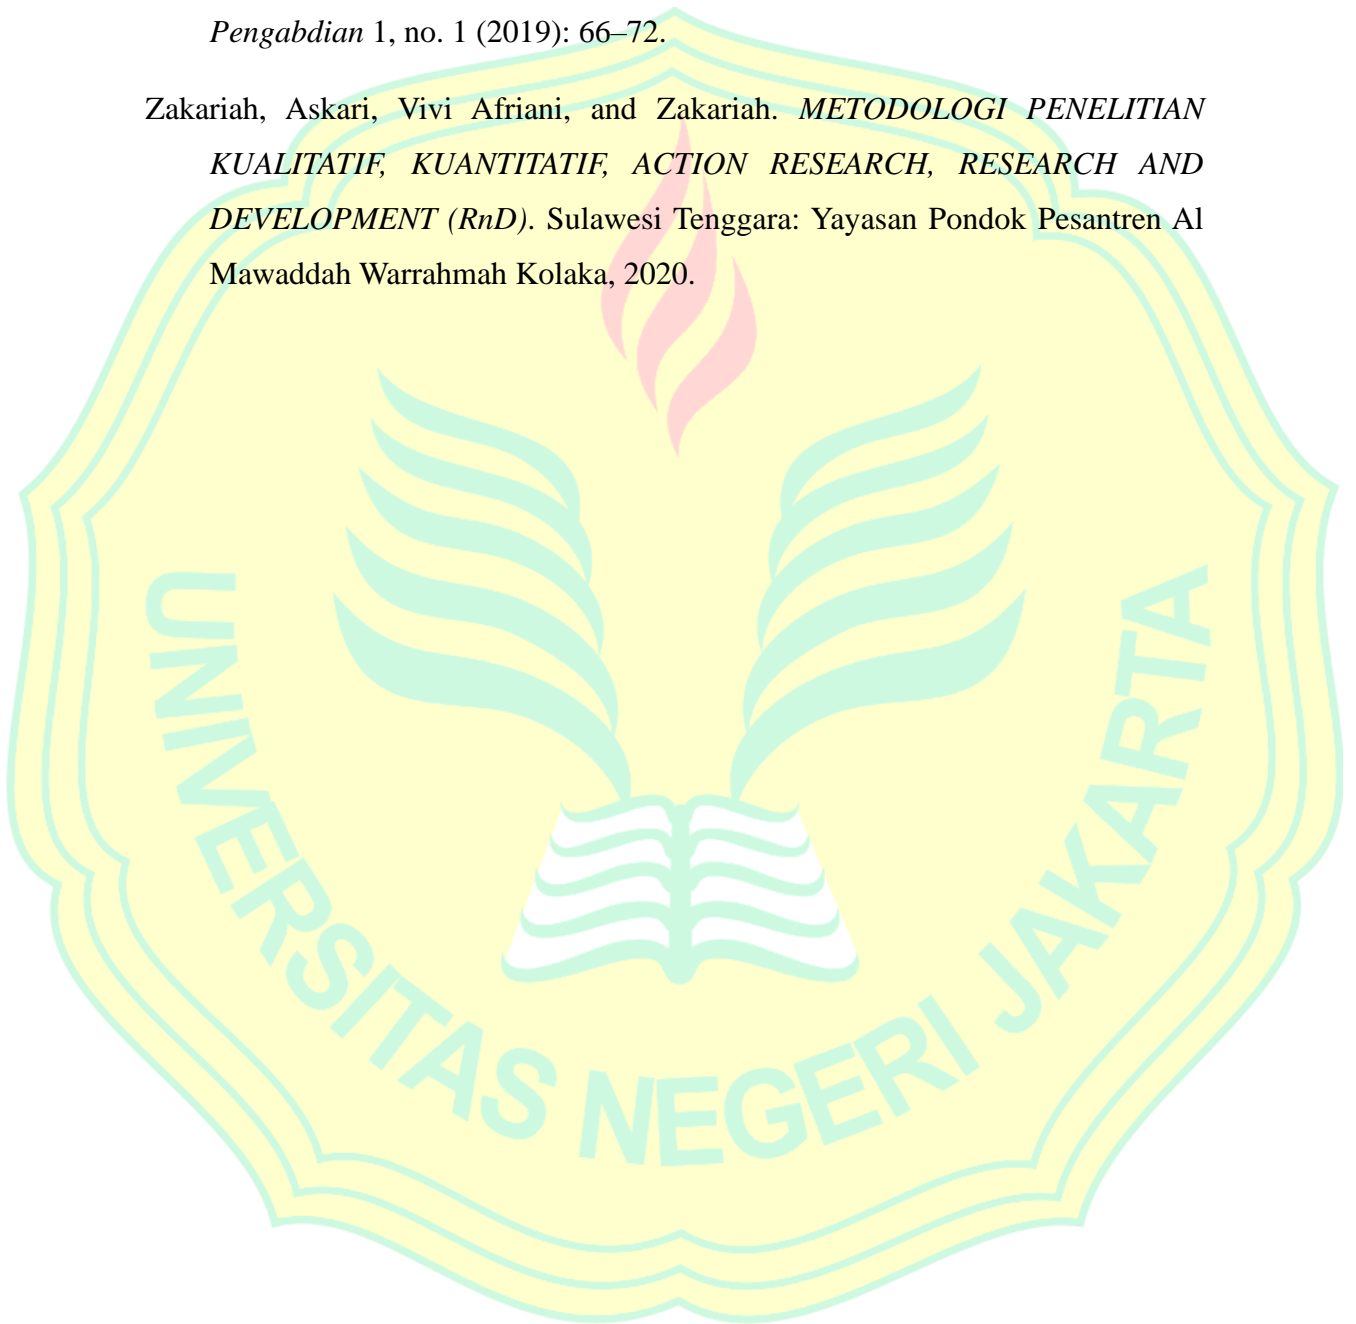 Pengabdian 1, no. 1 (2019): 66–72.
Zakariah, Askari, Vivi Afriani, and Zakariah. METODOLOGI PENELITIAN
KUALITATIF, KUANTITATIF, ACTION RESEARCH, RESEARCH AND
DEVELOPMENT (RnD). Sulawesi Tenggara: Yayasan Pondok Pesantren Al
Mawaddah Warrahmah Kolaka, 2020.
UNIVERSITAS NEGERI JAKARTA